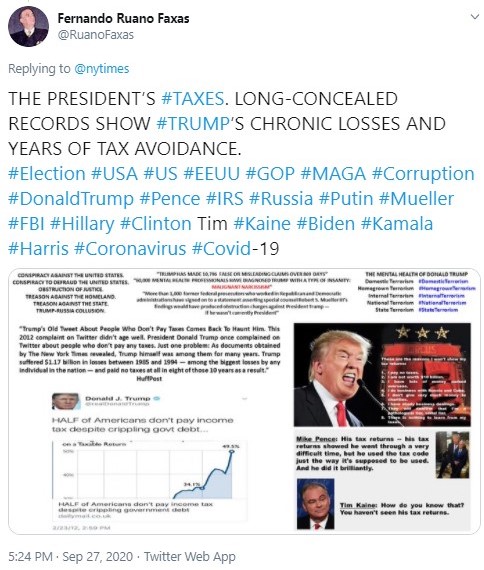 Fernando Ruano Faxas
@RuanoFaxas
Replying to @nytimes
THE PRESIDENT'S #TAXES. LONG-CONCEALED
RECORDS SHOW #TRUMP'S CHRONIC LOSSES AND
YEARS OF TAX AVOIDANCE.
#Election #USA #US #EEUU #GOP #MAGA #Corruption
#DonaldTrump #Pence #IRS #Russia #Putin #Mueller
#FBI #Hillary #Clinton Tim #Kaine #Biden #Kamala
#Harris #Coronavirus #Covid-19
CONSPIRACY AGAINST THE UNITED STATES.
CONSPIRACY TO DEFRAUD THE UNITED STATES.
OBSTRUCTION OF JUSTICE.
TREASON AGAINST THE HOMELAND.
TREASON AGAINST THE STATE.
TRUMP-RUSSIA COLLUSION.
"TRUMP HAS MADE 16,241 FALSE OR MISLEADING CLAIMS OVER DAYS"
MENTAL HEALTH PROFESSIONALS HAVE DIAGNOSED TRUMP WITH A TYPE OF INSANITY:
MALIGNANT NARCISSISM"
"More than 1,000 former federal prosecutors who worked in Republican and Democratic
administrations have signed on to a statement asserting special counsel Robert S. Mueller III's
findings would have produced obstruction charges against President Trump —
if he weren't currently President"
THE MENTAL HEALTH OF DONALD TRUMP
Domestic Terrorism #DomesticTerrorism
Homegrown Terrorism #HomegrownTerrorism
Internal Terrorism #InternalTerrorism
National Terrorism #NationalTerrorism
State Terrorism #StateTerrorism
"Trump's Old Tweet About People Who Don't Pay Taxes Comes Back To Haunt Him. This
2012 complaint on Twitter didn't age well. President Donald Trump once complained on
Twitter about people who don't pay any taxes. Just one problem: As documents obtained
by The New York Times revealed, Trump himself was among them for many years. Trump
suffered $1.17 billion in losses between 1985 and 1994 — among the biggest losses by any
individual in the nation — and paid no taxes at all in eight of those 10 years as a result."
HuffPost
Donald J. Trump
@realDonaldTrump
HALF of Americans don't pay income
tax despite crippling govt debt...
on a Taxable Return
49.5%
34.1%
HALF of Americans don't pay income tax
despite crippling government debt
dailymail.co.uk
2/23/12, 2:59 PM
Mike Pence: His tax returns -- his tax
returns showed he went through a very
difficult time, but he used the tax code
just the way it's supposed to be used.
And he did it brilliantly.
Tim Kaine: How do you know that?
You haven't seen his tax returns.
5:24 PM · Sep 27, 2020 · Twitter Web App